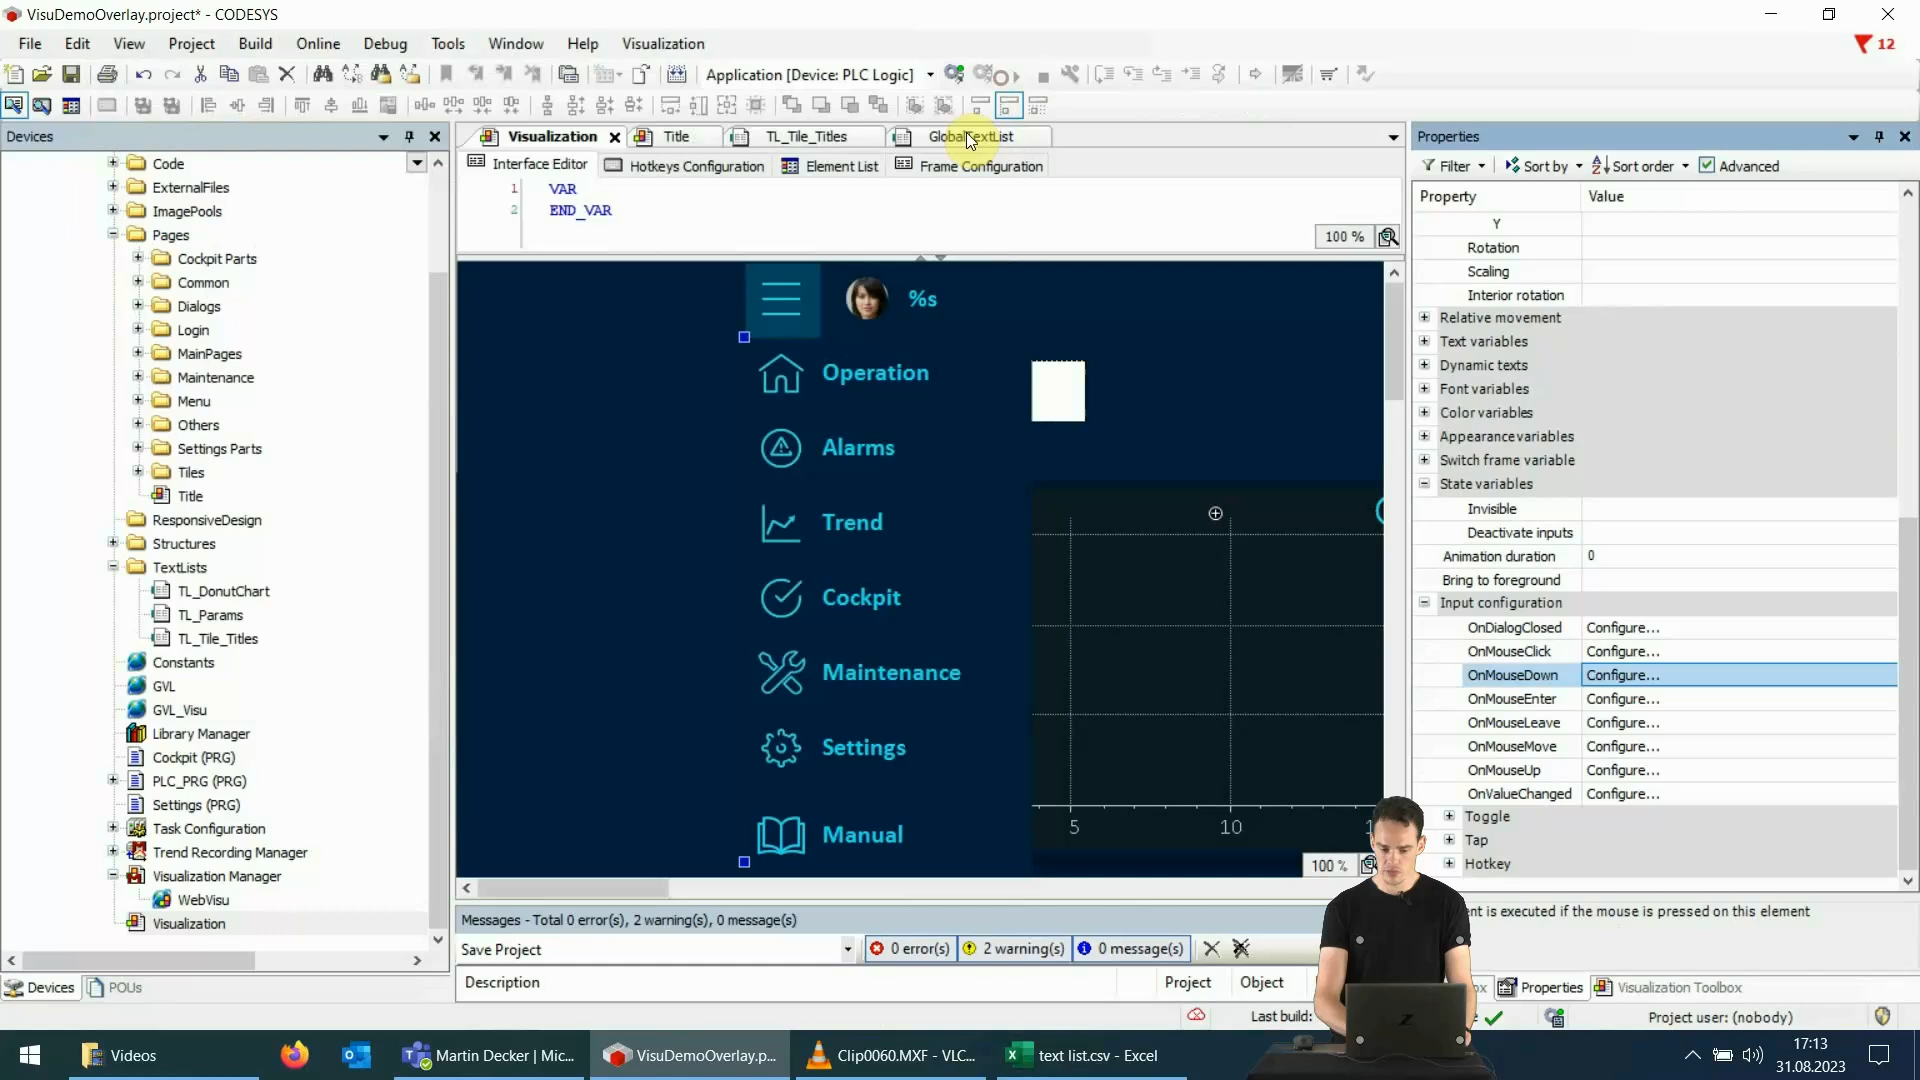 VisuDemoOverlay.project* - CODESYS
File Edit View Project Build Online Debug Tools Window Help Visualization
12
Application [Device: PLC Logic]
Devices
Visualization Title TL_Tile_Titles GlobalTextList
Properties
Interface Editor Hotkeys Configuration Element List Frame Configuration
Filter Sort by Sort order Advanced
1 VAR
2 END_VAR
100 %
Property Value
Code
ExternalFiles
ImagePools
Pages
Cockpit Parts
Common
Dialogs
Login
MainPages
Maintenance
Menu
Others
Settings Parts
Tiles
Title
ResponsiveDesign
Structures
TextLists
TL_DonutChart
TL_Params
TL_Tile_Titles
Constants
GVL
GVL_Visu
Library Manager
Cockpit (PRG)
PLC_PRG (PRG)
Settings (PRG)
Task Configuration
Trend Recording Manager
Visualization Manager
WebVisu
Visualization
Devices POUs
%s
Operation
Alarms
Trend
Cockpit
Maintenance
Settings
Manual
5 10 1
100 %
Y
Rotation
Scaling
Interior rotation
Relative movement
Text variables
Dynamic texts
Font variables
Color variables
Appearance variables
Switch frame variable
State variables
Invisible
Deactivate inputs
Animation duration 0
Bring to foreground
Input configuration
OnDialogClosed Configure...
OnMouseClick Configure...
OnMouseDown Configure...
OnMouseEnter Configure...
OnMouseLeave Configure...
OnMouseMove Configure...
OnMouseUp Configure...
OnValueChanged Configure...
Toggle
Tap
Hotkey
nt is executed if the mouse is pressed on this element
Messages - Total 0 error(s), 2 warning(s), 0 message(s)
Save Project 0 error(s) 2 warning(s) 0 message(s)
Description Project Object
Properties Visualization Toolbox
Last build: Project user: (nobody)
Videos Martin Decker | Mic... VisuDemoOverlay.p... Clip0060.MXF - VLC... text list.csv - Excel
17:13
31.08.2023